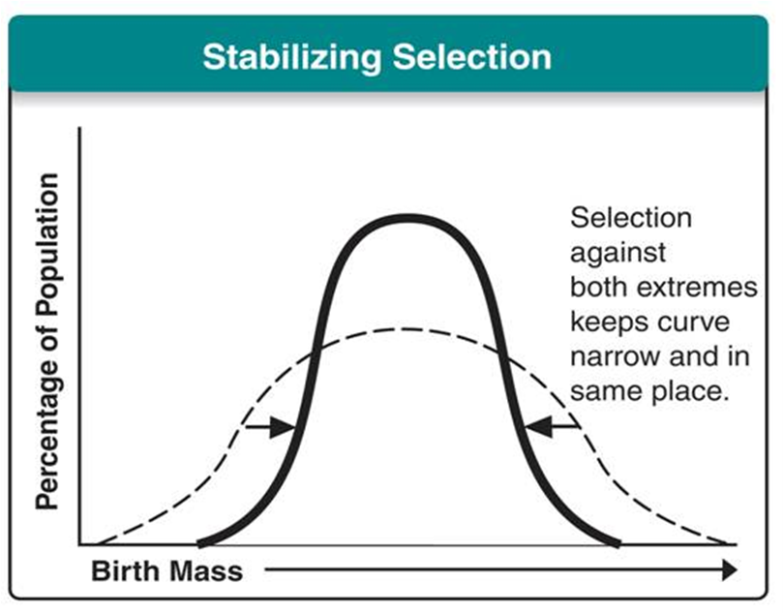 Stabilizing Selection
Percentage of Population
Selection
against
both extremes
keeps curve
narrow and in
same place.
Birth Mass